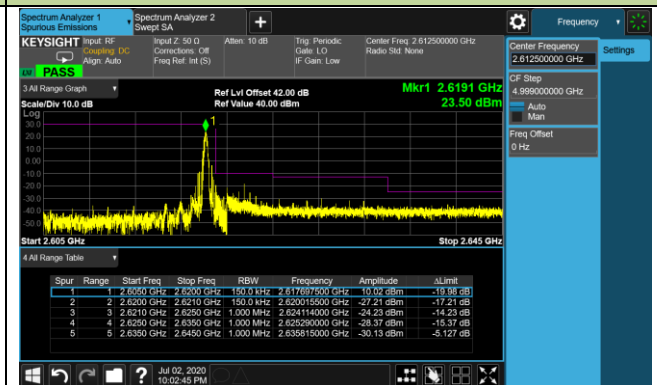 Spectrum Analyzer 1
Spurious Emissions
Spectrum Analyzer 2
Swept SA
+
Frequency
KEYSIGHT
Input: RF
Coupling: DC
Align: Auto
Input Z: 50 Ω
Corrections: Off
Freq Ref: Int (S)
Atten: 10 dB
Trig: Periodic
Gate: LO
IF Gain: Low
Center Freq: 2.612500000 GHz
Radio Std: None
PASS
Center Frequency
2.612500000 GHz
Settings
CF Step
4.999000000 GHz
Auto
Man
Freq Offset
0 Hz
3 All Range Graph
Scale/Div 10.0 dB
Ref Lvl Offset 42.00 dB
Ref Value 40.00 dBm
Mkr1 2.6191 GHz
23.50 dBm
Log
30.0
20.0
10.0
0.00
-10.0
-20.0
-30.0
-40.0
-50.0
1
Start 2.605 GHz
Stop 2.645 GHz
4 All Range Table
Spur Range Start Freq Stop Freq RBW Frequency Amplitude ΔLimit
1 1 2.6050 GHz 2.6200 GHz 150.0 kHz 2.617697500 GHz 10.02 dBm -19.98 dB
2 2 2.6200 GHz 2.6210 GHz 150.0 kHz 2.620015500 GHz -27.21 dBm -17.21 dB
3 3 2.6210 GHz 2.6250 GHz 1.000 MHz 2.624114000 GHz -24.23 dBm -14.23 dB
4 4 2.6250 GHz 2.6350 GHz 1.000 MHz 2.625290000 GHz -28.37 dBm -15.37 dB
5 5 2.6350 GHz 2.6450 GHz 1.000 MHz 2.635815000 GHz -30.13 dBm -5.127 dB
?
Jul 02, 2020
10:02:45 PM